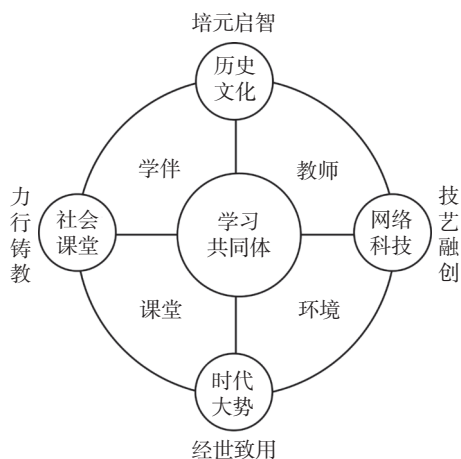 培元启智
历史
文化
学伴
教师
力行铸教
社会
课堂
学习
共同体
网络
科技
技艺融创
课堂
环境
时代
大势
经世致用